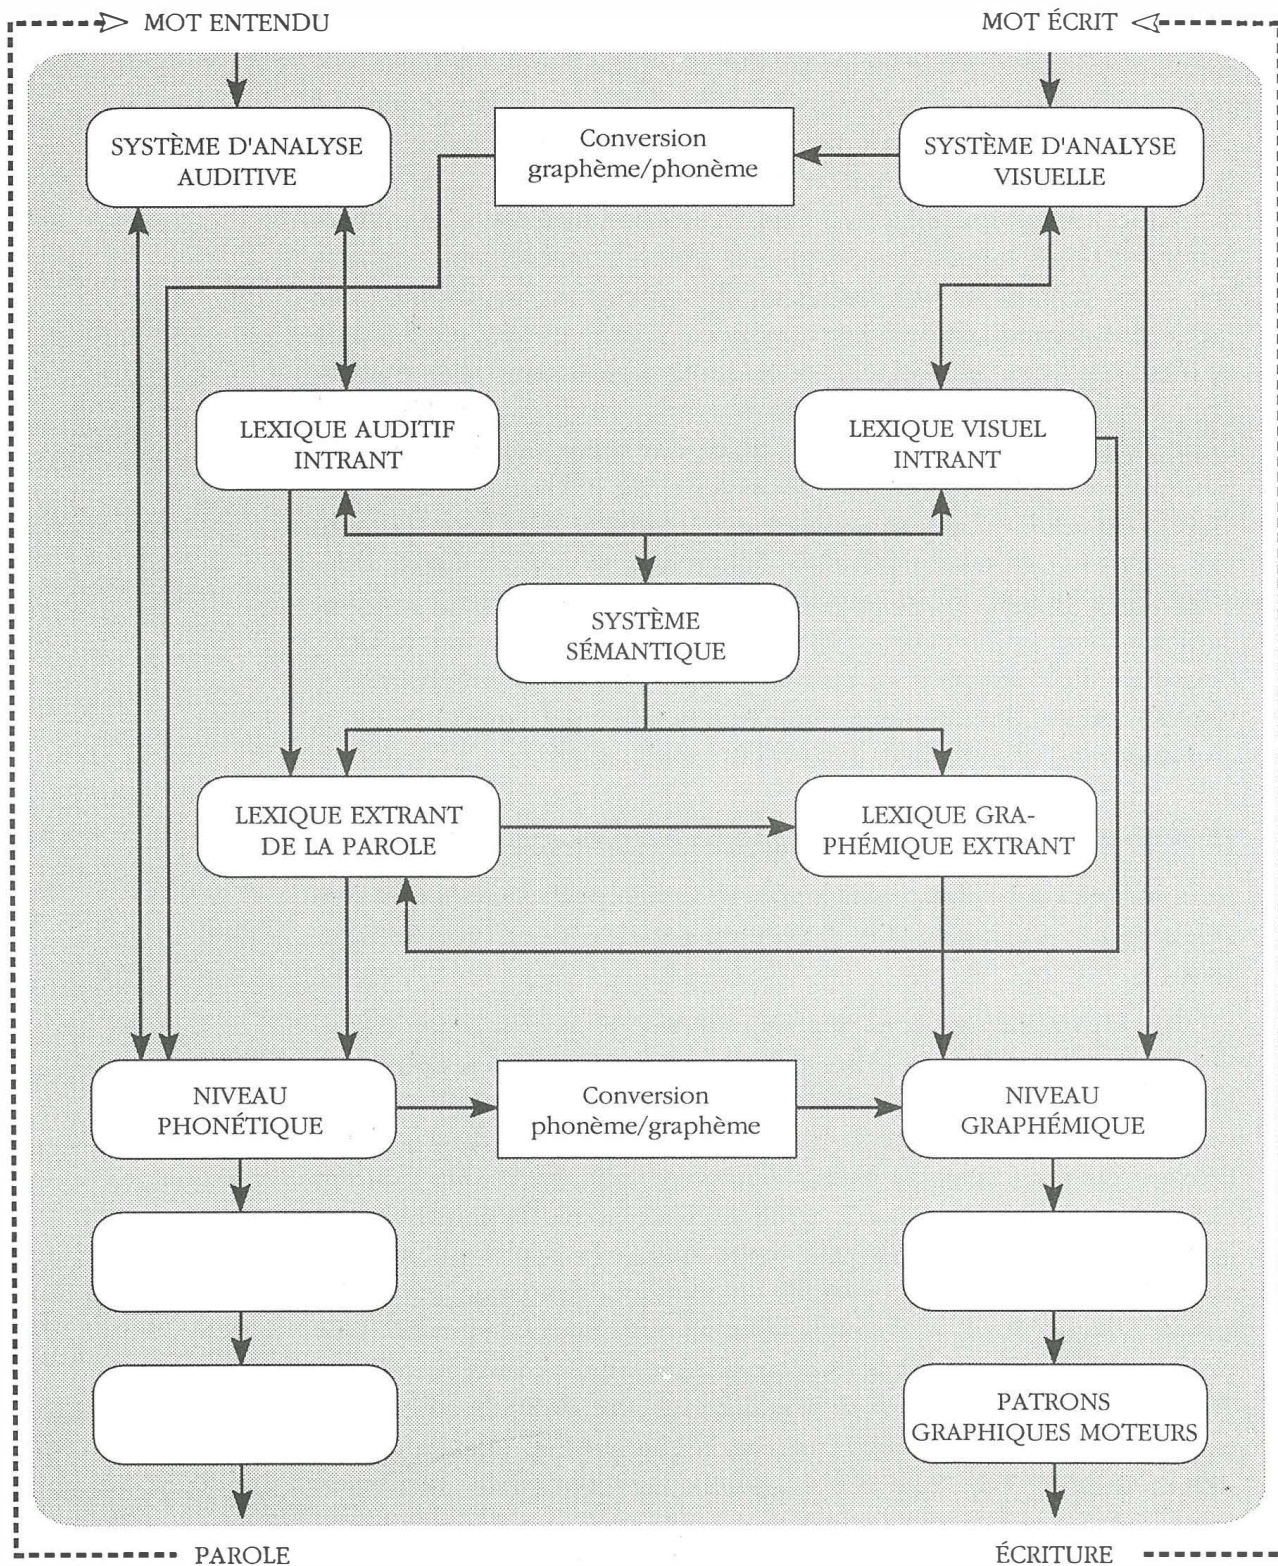 MOT ENTENDU
MOT ÉCRIT
SYSTÈME D'ANALYSE
AUDITIVE
Conversion
graphème/phonème
SYSTÈME D'ANALYSE
VISUELLE
LEXIQUE AUDITIF
INTRANT
LEXIQUE VISUEL
INTRANT
SYSTÈME
SÉMANTIQUE
LEXIQUE EXTRANT
DE LA PAROLE
LEXIQUE GRA-
PHÉMIQUE EXTRANT
NIVEAU
PHONÉTIQUE
Conversion
phonème/graphème
NIVEAU
GRAPHÉMIQUE
PATRONS
GRAPHIQUES MOTEURS
PAROLE
ÉCRITURE